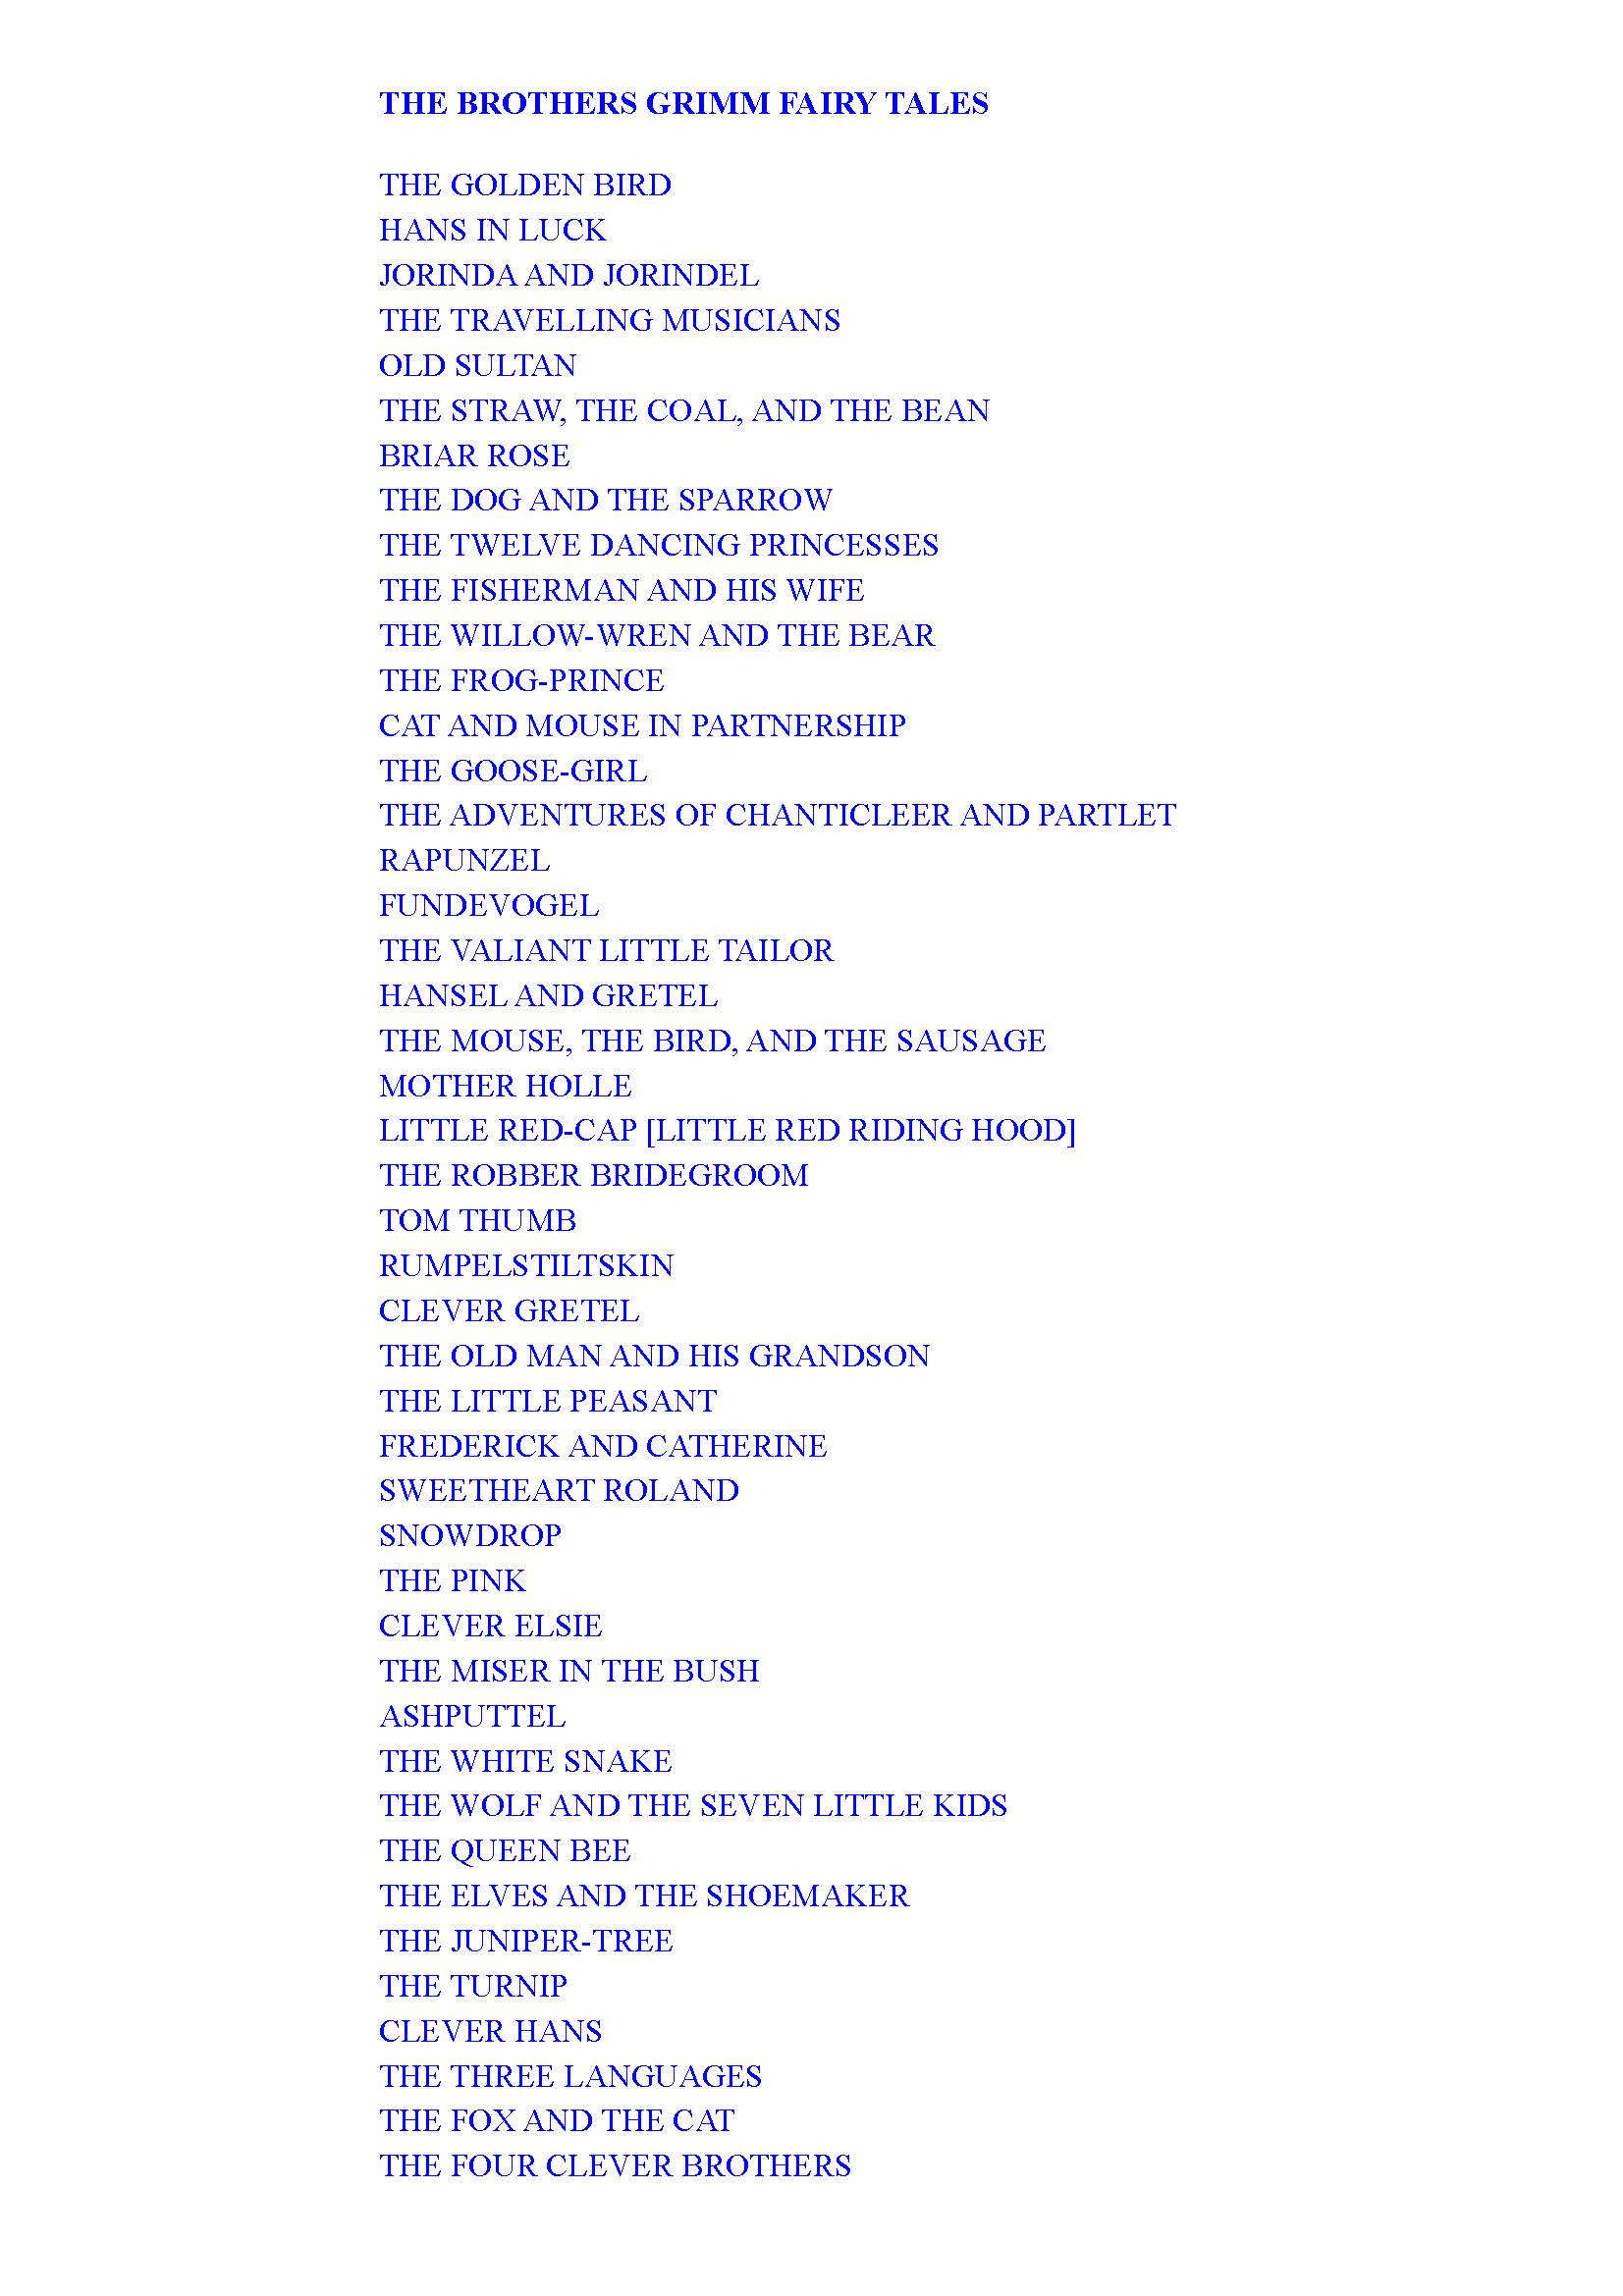 THE BROTHERS GRIMM FAIRY TALES
THE GOLDEN BIRD
HANS IN LUCK
JORINDA AND JORINDEL
THE TRAVELLING MUSICIANS
OLD SULTAN
THE STRAW, THE COAL, AND THE BEAN
BRIAR ROSE
THE DOG AND THE SPARROW
THE TWELVE DANCING PRINCESSES
THE FISHERMAN AND HIS WIFE
THE WILLOW-WREN AND THE BEAR
THE FROG-PRINCE
CAT AND MOUSE IN PARTNERSHIP
THE GOOSE-GIRL
THE ADVENTURES OF CHANTICLEER AND PARTLET
RAPUNZEL
FUNDEVOGEL
THE VALIANT LITTLE TAILOR
HANSEL AND GRETEL
THE MOUSE, THE BIRD, AND THE SAUSAGE
MOTHER HOLLE
LITTLE RED-CAP [LITTLE RED RIDING HOOD]
THE ROBBER BRIDEGROOM
TOM THUMB
RUMPELSTILTSKIN
CLEVER GRETEL
THE OLD MAN AND HIS GRANDSON
THE LITTLE PEASANT
FREDERICK AND CATHERINE
SWEETHEART ROLAND
SNOWDROP
THE PINK
CLEVER ELSIE
THE MISER IN THE BUSH
ASHPUTTEL
THE WHITE SNAKE
THE WOLF AND THE SEVEN LITTLE KIDS
THE QUEEN BEE
THE ELVES AND THE SHOEMAKER
THE JUNIPER-TREE
THE TURNIP
CLEVER HANS
THE THREE LANGUAGES
THE FOX AND THE CAT
THE FOUR CLEVER BROTHERS